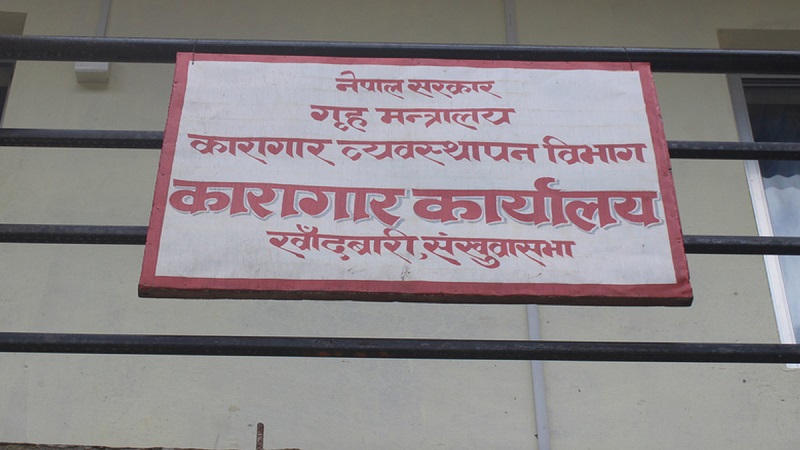 नेपाल सरकार
गृह मन्त्रालय
कारागार व्यवस्थापन विभाग
कारागार कार्यालय
खाँदबारी, संखुवासभा